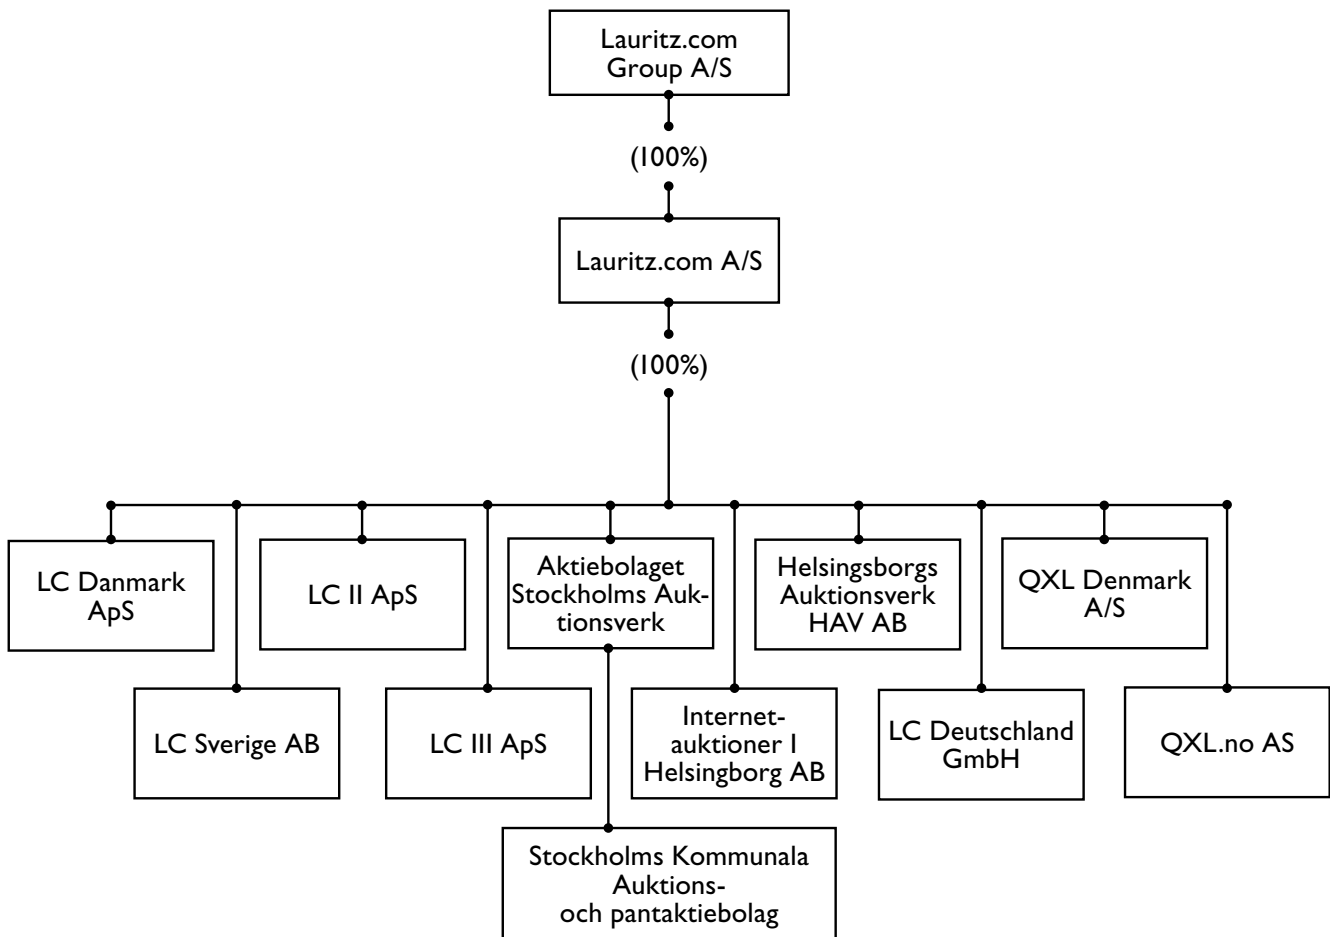 Lauritz.com
Group A/S
(100%)
Lauritz.com A/S
(100%)
LC Danmark
ApS
LC II ApS
Aktiebolaget
Stockholms Auk-
tionsverk
Helsingsborgs
Auktionsverk
HAV AB
QXL Denmark
A/S
LC Sverige AB
LC III ApS
Internet-
auktioner I
Helsingborg AB
LC Deutschland
GmbH
QXL.no AS
Stockholms Kommunala
Auktions-
och pantaktiebolag